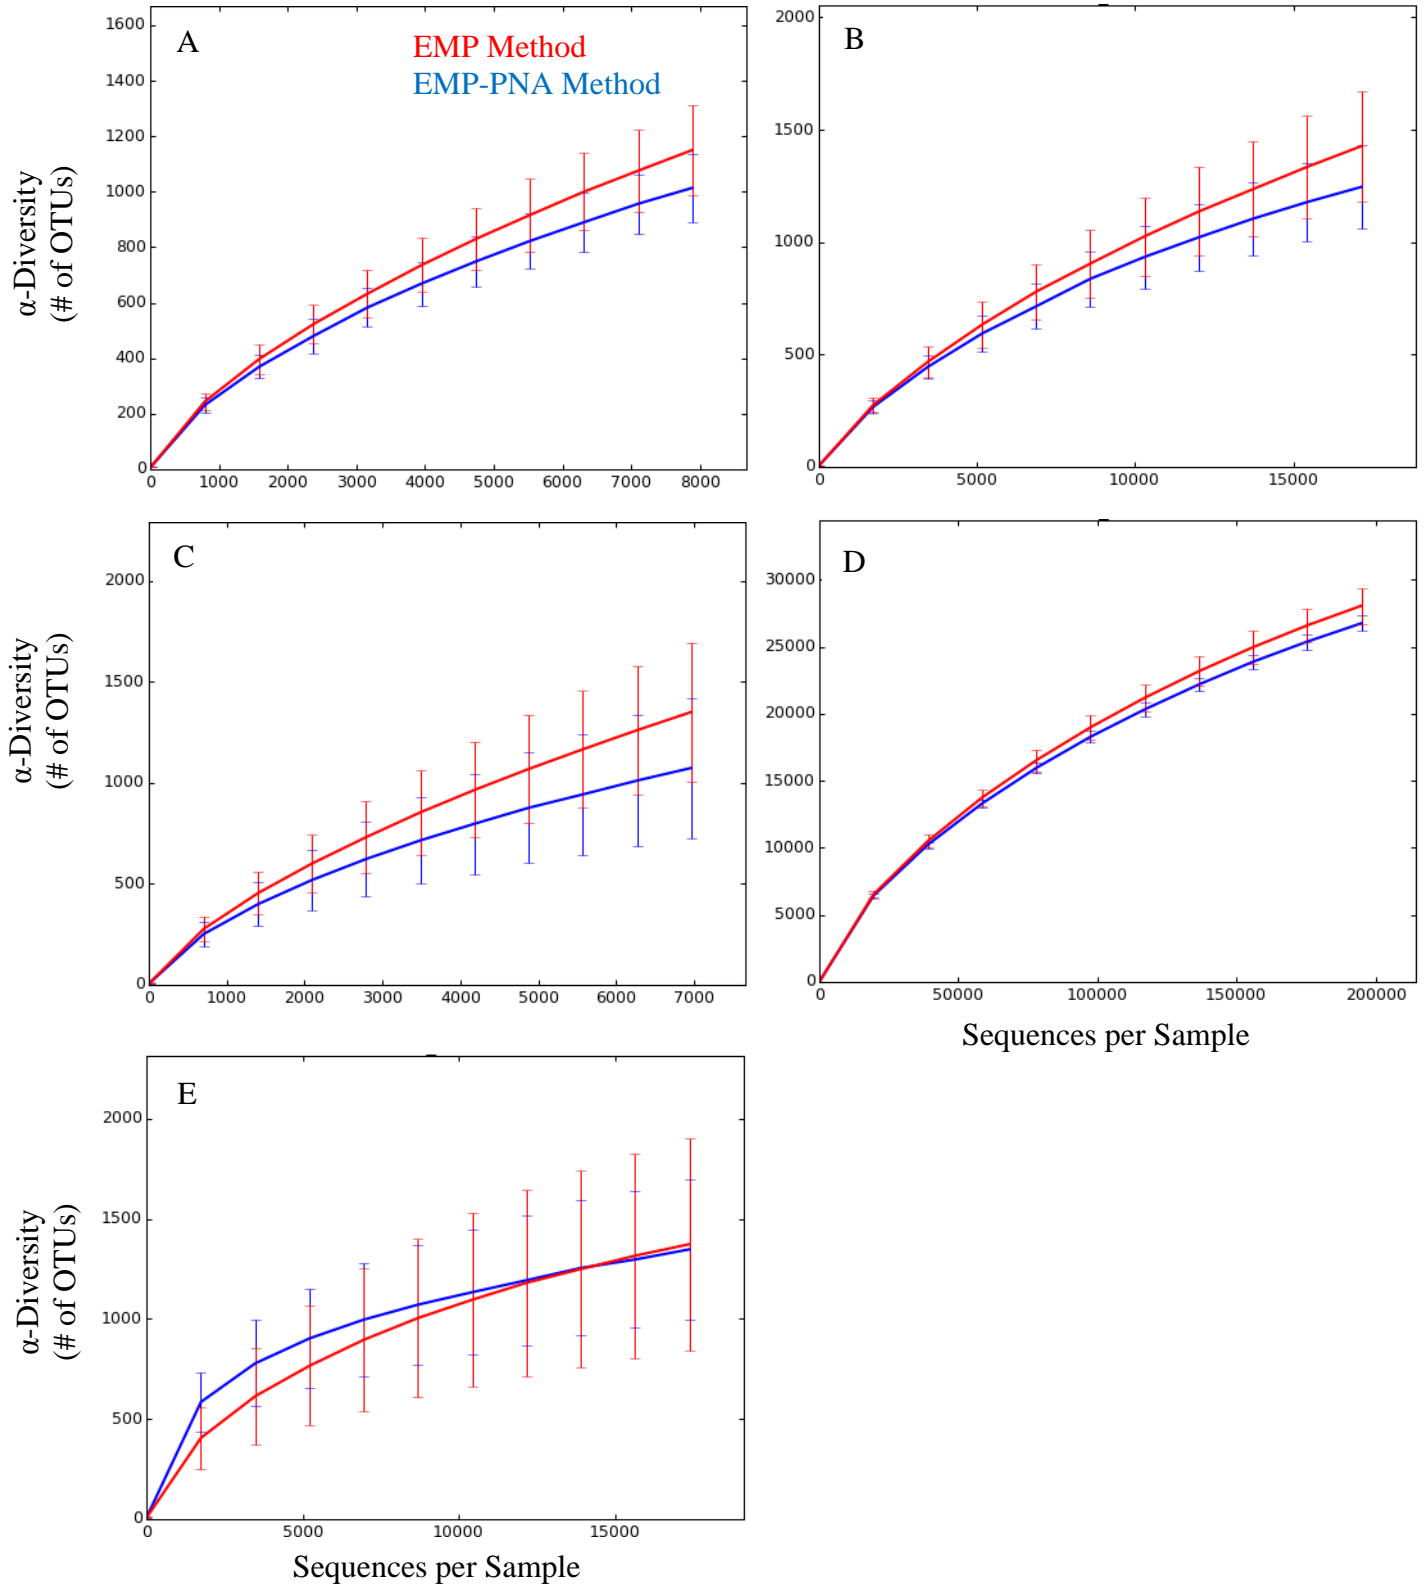 A
EMP Method
EMP-PNA Method
α-Diversity
(# of OTUs)
1600
1400
1200
1000
800
600
400
200
0
0 1000 2000 3000 4000 5000 6000 7000 8000
B
2000
1500
1000
500
0
0 5000 10000 15000
C
α-Diversity
(# of OTUs)
2000
1500
1000
500
0
0 1000 2000 3000 4000 5000 6000 7000
D
30000
25000
20000
15000
10000
5000
0
0 50000 100000 150000 200000
Sequences per Sample
E
α-Diversity
(# of OTUs)
2000
1500
1000
500
0
0 5000 10000 15000
Sequences per Sample